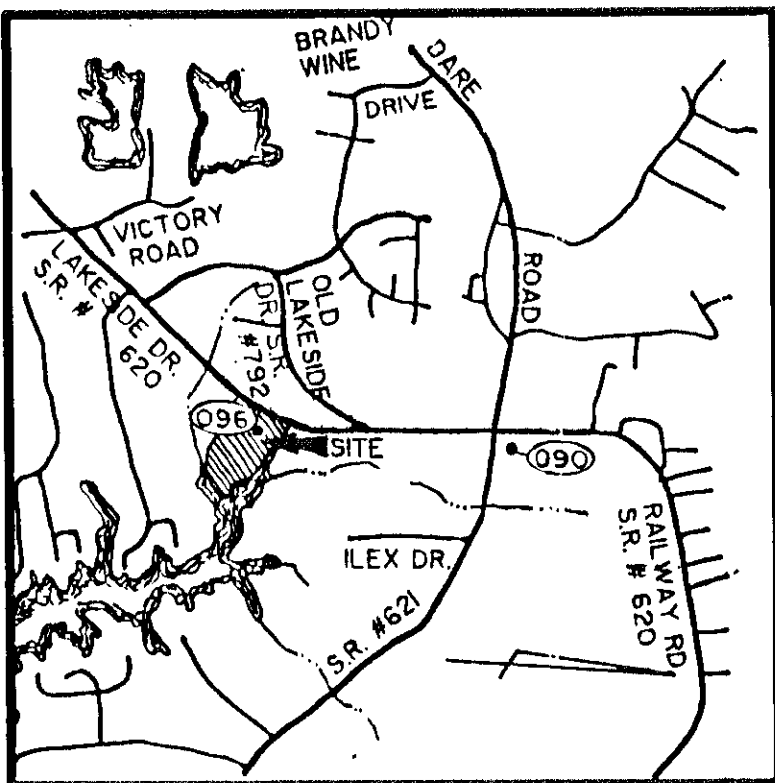 BRANDY
WINE
DRIVE
DARE
ROAD
VICTORY
ROAD
LAKESIDE DR.
S.R. # 620
OLD
LAKESIDE
DR. S.R.
#792
096
SITE
090
ILEX DR.
S.R. #621
RAILWAY RD
S.R. # 620